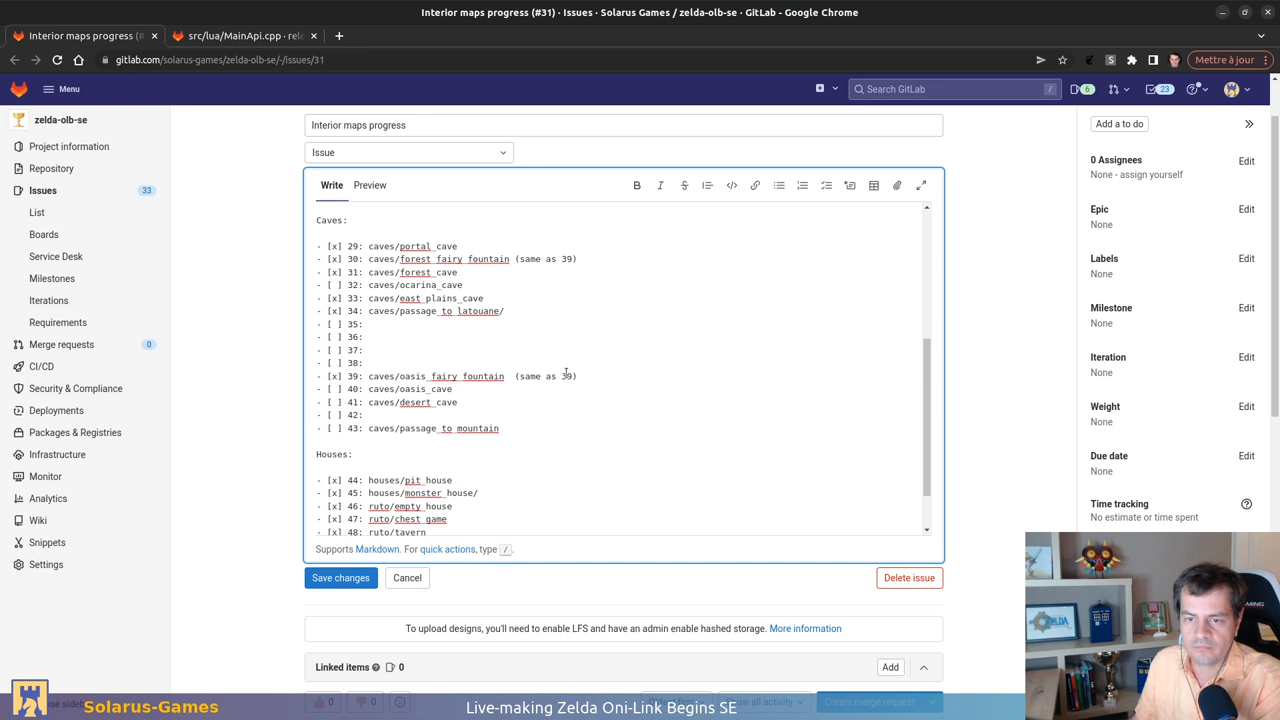 Interior maps progress (#31) · Issues · Solarus Games / zelda-olb-se · GitLab - Google Chrome
Interior maps progress (#
src/lua/MainApi.cpp · rele
gitlab.com/solarus-games/zelda-olb-se/-/issues/31
Mettre à jour
Menu
Search GitLab
/
6
23
zelda-olb-se
Project information
Repository
Issues
33
List
Boards
Service Desk
Milestones
Iterations
Requirements
Merge requests
0
CI/CD
Security & Compliance
Deployments
Packages & Registries
Infrastructure
Monitor
Analytics
Wiki
Snippets
Settings
Interior maps progress
Issue
Write Preview
Caves:
- [x] 29: caves/portal_cave
- [x] 30: caves/forest_fairy_fountain (same as 39)
- [x] 31: caves/forest_cave
- [ ] 32: caves/ocarina_cave
- [x] 33: caves/east_plains_cave
- [x] 34: caves/passage_to_latouane/
- [ ] 35:
- [ ] 36:
- [ ] 37:
- [ ] 38:
- [x] 39: caves/oasis_fairy_fountain  (same as 39)
- [ ] 40: caves/oasis_cave
- [ ] 41: caves/desert_cave
- [ ] 42:
- [ ] 43: caves/passage_to_mountain
Houses:
- [x] 44: houses/pit_house
- [x] 45: houses/monster_house/
- [x] 46: ruto/empty_house
- [x] 47: ruto/chest_game
- [x] 48: ruto/tavern
Supports Markdown. For quick actions, type /.
Save changes
Cancel
Delete issue
To upload designs, you'll need to enable LFS and have an admin enable hashed storage. More information
Linked items 0
Add
0
0
Create merge request
Add a to do
0 Assignees
Edit
None - assign yourself
Epic
Edit
None
Labels
Edit
None
Milestone
Edit
None
Iteration
Edit
None
Weight
Edit
None
Due date
Edit
None
Time tracking
No estimate or time spent
Solarus-Games
Live-making Zelda Oni-Link Begins SE